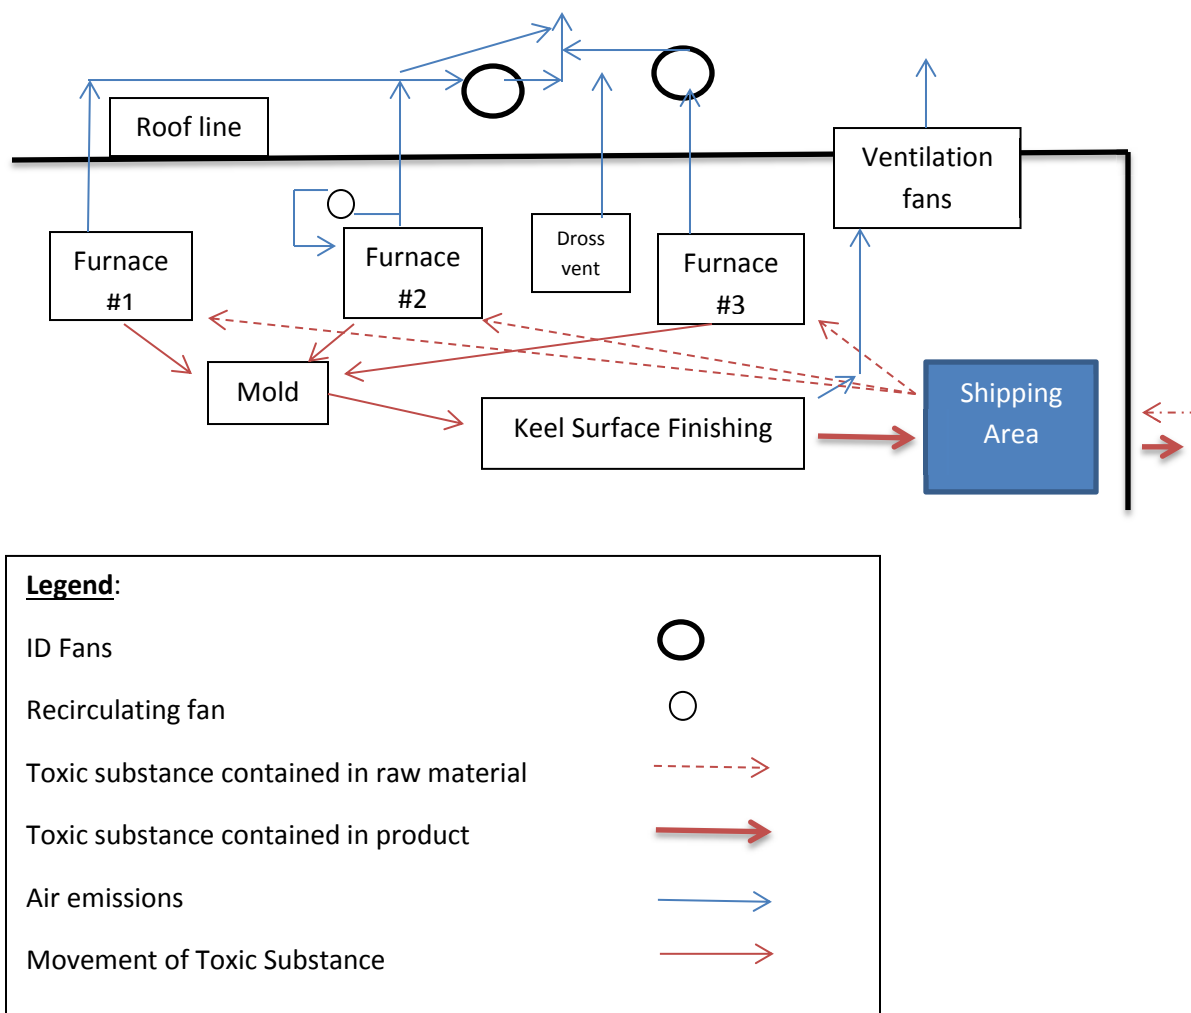 Roof line
Ventilation
fans
Furnace
#1
Furnace
#2
Dross
vent
Furnace
#3
Mold
Keel Surface Finishing
Shipping
Area
Legend:
ID Fans
Recirculating fan
Toxic substance contained in raw material
Toxic substance contained in product
Air emissions
Movement of Toxic Substance